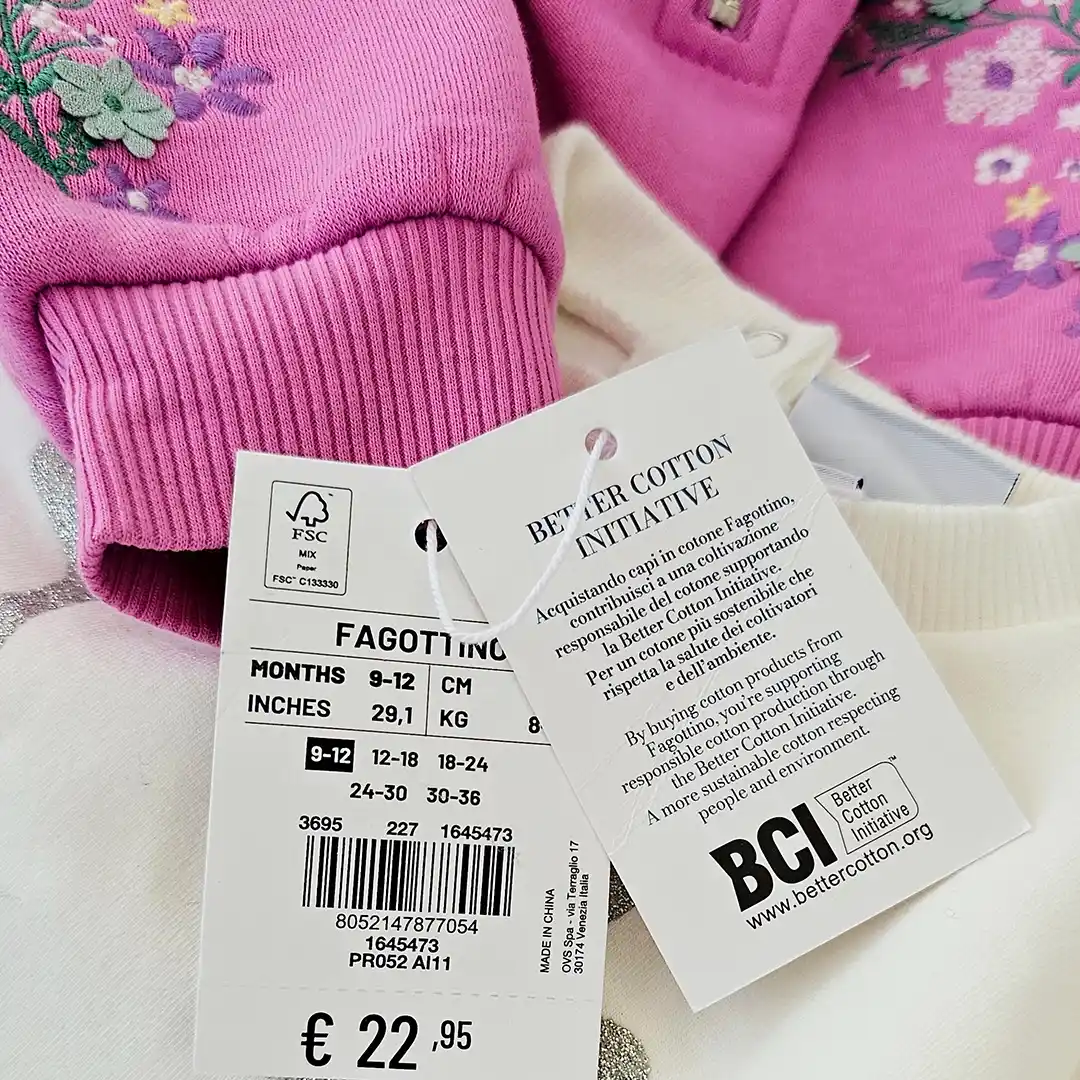 FSC
MIX
Paper
FSC™ C133330
FAGOTTINO
MONTHS 9-12 CM
INCHES 29,1 KG 8-
9-12 12-18 18-24
24-30 30-36
3695 227 1645473
8052147877054
1645473
PR052 AI11
MADE IN CHINA
OVS Spa - via Terraglio 17
30174 Venezia Italia
€ 22,95
BETTER COTTON
INITIATIVE
Acquistando capi in cotone Fagottino,
contribuisci a una coltivazione
responsabile del cotone supportando
la Better Cotton Initiative.
Per un cotone più sostenibile che
rispetta la salute dei coltivatori
e dell'ambiente.
By buying cotton products from
Fagottino, you're supporting
responsible cotton production through
the Better Cotton Initiative.
A more sustainable cotton respecting
people and environment.
BCI
Better
Cotton
Initiative™
www.bettercotton.org